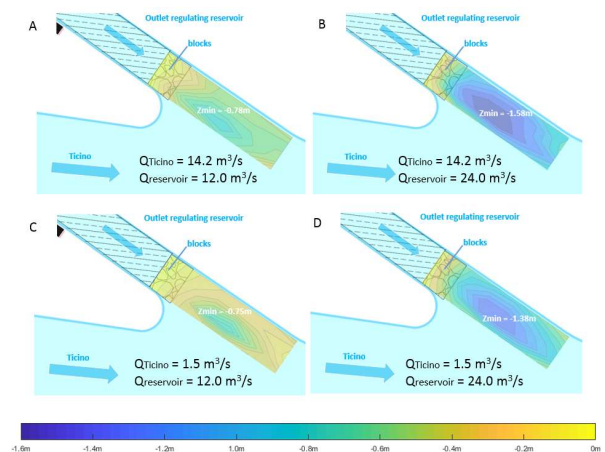 A
Outlet regulating reservoir
blocks
Zmin = -0.78m
Ticino
QTicino = 14.2 m³/s
Qreservoir = 12.0 m³/s
B
Outlet regulating reservoir
blocks
Zmin = -1.58m
Ticino
QTicino = 14.2 m³/s
Qreservoir = 24.0 m³/s
C
Outlet regulating reservoir
blocks
Zmin = -0.75m
Ticino
QTicino = 1.5 m³/s
Qreservoir = 12.0 m³/s
D
Outlet regulating reservoir
blocks
Zmin = -1.38m
Ticino
QTicino = 1.5 m³/s
Qreservoir = 24.0 m³/s
-1.6m -1.4m -1.2m 1.0m -0.8m -0.6m -0.4m -0.2m 0m